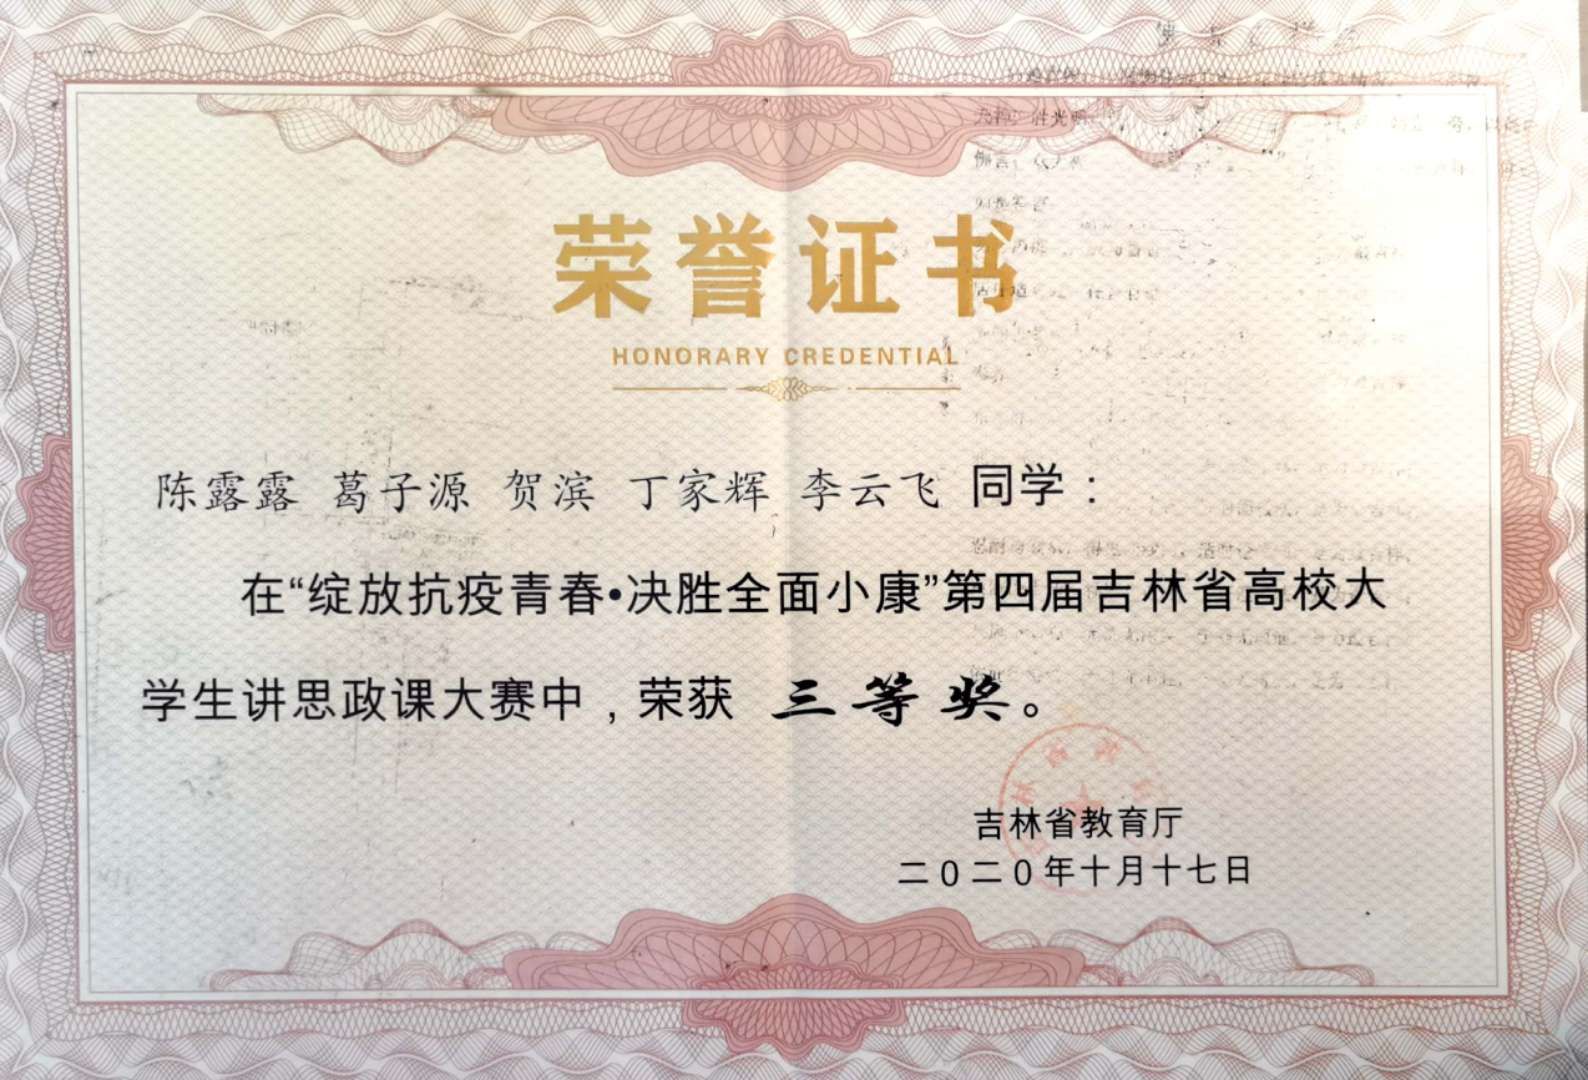 荣誉证书
HONORARY CREDENTIAL
陈露露 葛子源 贺滨 丁家辉 李云飞 同学：
在“绽放抗疫青春•决胜全面小康”第四届吉林省高校大
学生讲思政课大赛中，荣获 三等奖。
吉林省教育厅
二〇二〇年十月十七日